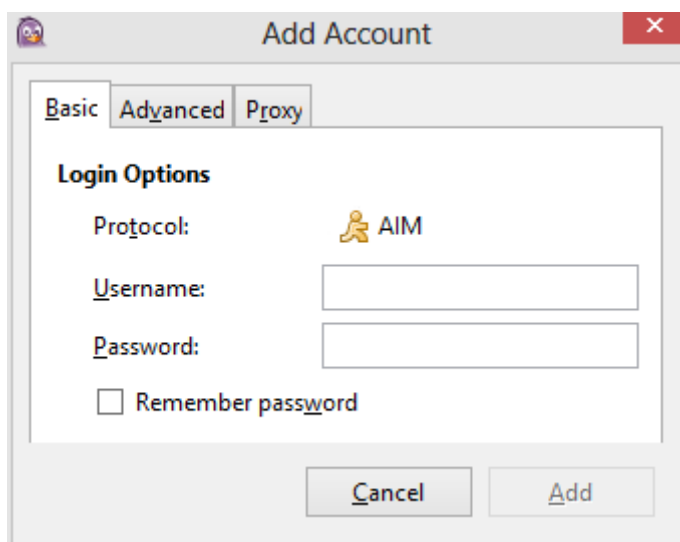 Add Account
Basic Advanced Proxy
Login Options
Protocol: AIM
Username:
Password:
Remember password
Cancel Add